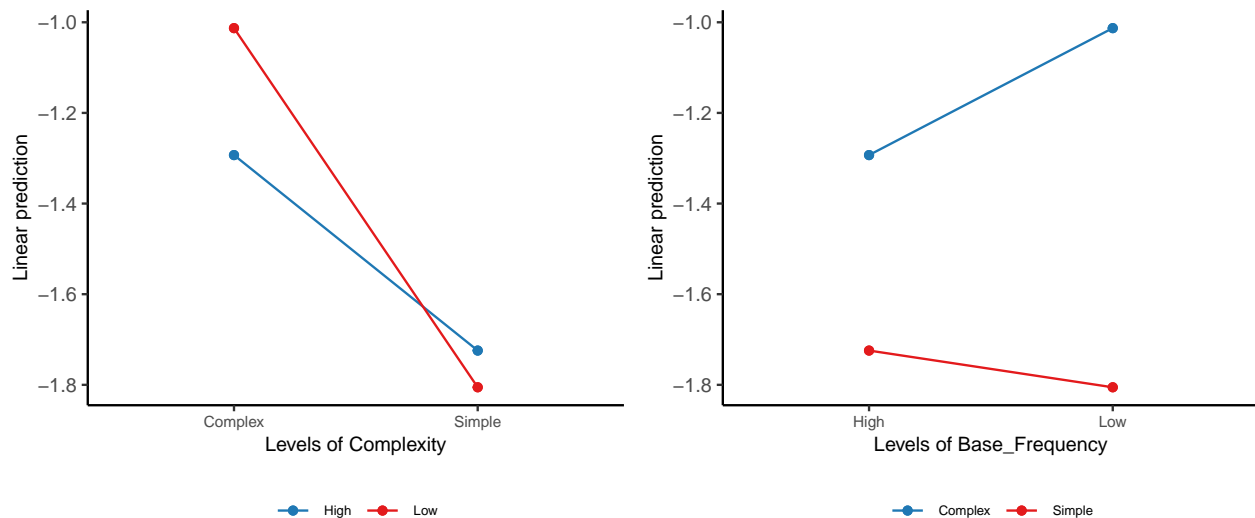 Linear prediction
−1.0
−1.2
−1.4
−1.6
−1.8
Complex Simple
Levels of Complexity
High Low
Linear prediction
−1.0
−1.2
−1.4
−1.6
−1.8
High Low
Levels of Base_Frequency
Complex Simple